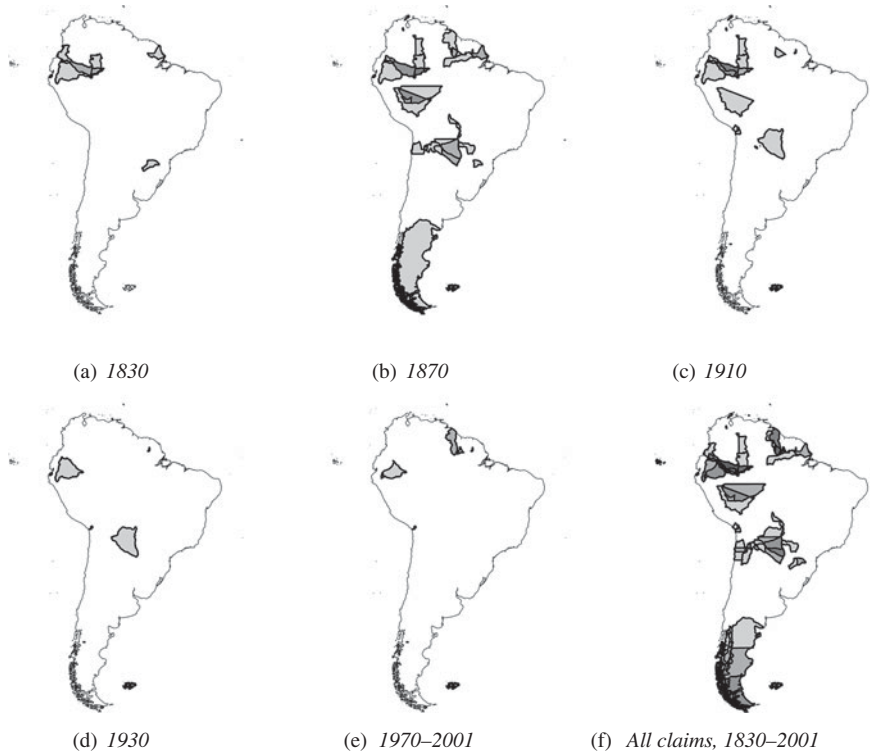 (a) 1830
(b) 1870
(c) 1910
(d) 1930
(e) 1970–2001
(f) All claims, 1830–2001